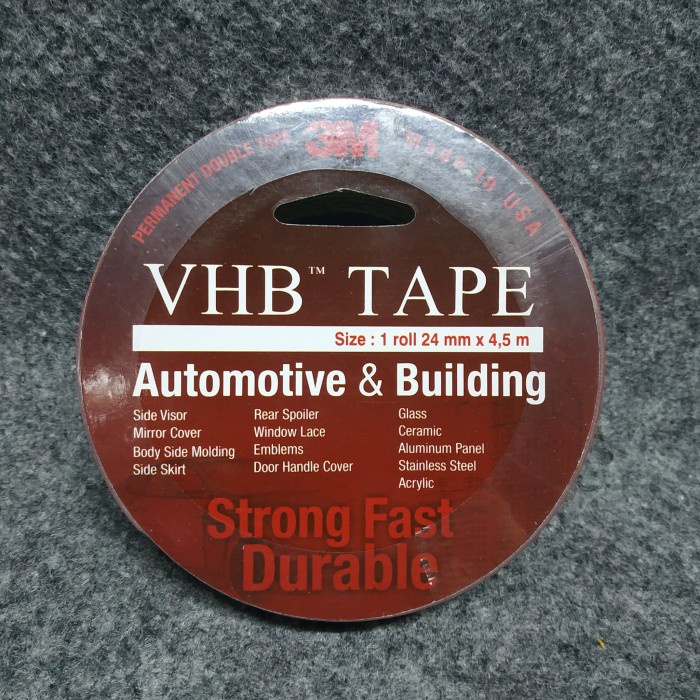 PERMANENT DOUBLE TAPE
3M
made in USA
VHB™ TAPE
Size : 1 roll 24 mm x 4,5 m
Automotive & Building
Side Visor
Mirror Cover
Body Side Molding
Side Skirt
Rear Spoiler
Window Lace
Emblems
Door Handle Cover
Glass
Ceramic
Aluminum Panel
Stainless Steel
Acrylic
Strong Fast
Durable